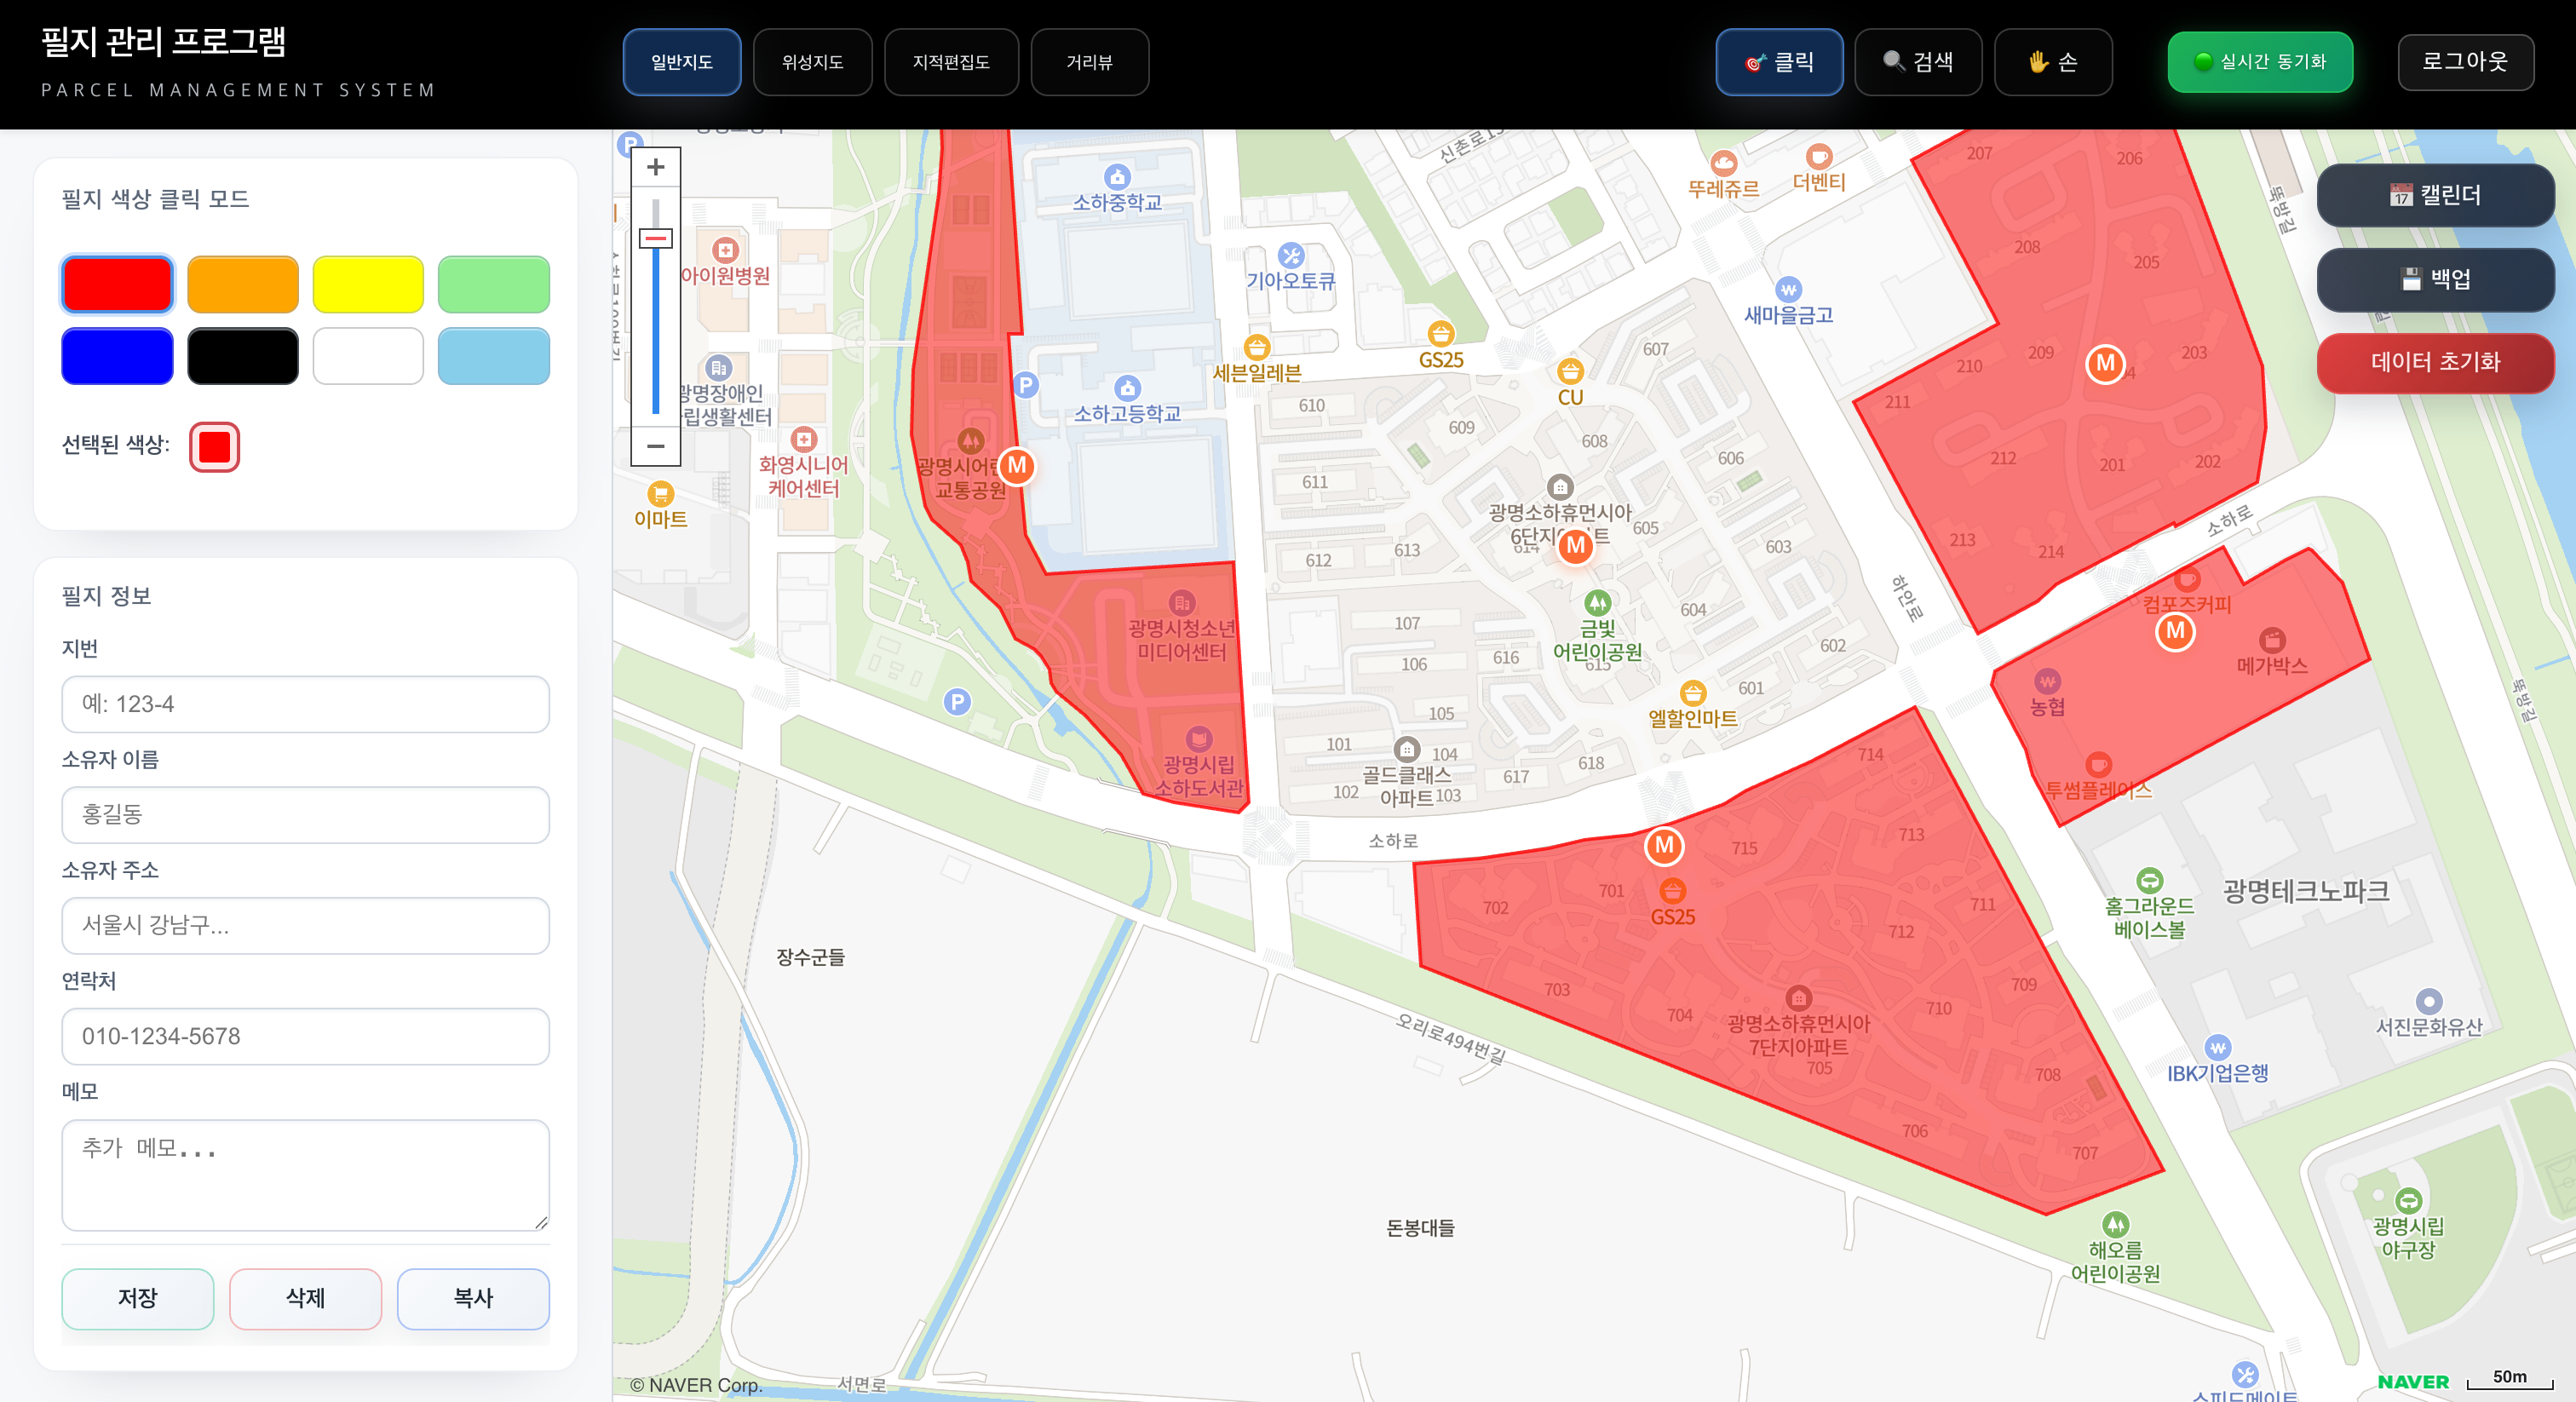 필지 관리 프로그램
PARCEL MANAGEMENT SYSTEM
일반지도
위성지도
지적편집도
거리뷰
🎯 클릭
🔍 검색
✋ 손
실시간 동기화
로그아웃
필지 색상 클릭 모드
선택된 색상:
필지 정보
지번
예: 123-4
소유자 이름
홍길동
소유자 주소
서울시 강남구...
연락처
010-1234-5678
메모
추가 메모...
저장
삭제
복사
캘린더
백업
데이터 초기화
P
+
−
소하중학교
아이원병원
광명장애인
화영시니어
케어센터
이마트
P
소하고등학교
교통공원
M
광명시청소년
미디어센터
광명시립
소하도서관
P
기아오토큐
세븐일레븐
GS25
CU
뚜레쥬르
더벤티
새마을금고
607
610
609
608
606
611
광명소하휴먼시아
605
M
612
613
614
603
107
금빛
어린이공원
604
602
106
616
615
601
105
엘할인마트
101
104
골드클래스
아파트
102
103
617
618
소하로
207
206
208
205
210
209
M
203
211
212
201
202
213
214
소하로
하안로
컴포즈커피
M
메가박스
농협
투썸플레이스
뚝방길
뚝방길
714
713
715
M
701
GS25
702
711
712
703
704
709
710
광명소하휴먼시아
7단지아파트
705
708
706
707
홈그라운드
베이스볼
광명테크노파크
서진문화유산
IBK기업은행
해오름
어린이공원
광명시립
야구장
장수군들
오리로494번길
돈봉대들
서면로
스피드메이트
© NAVER Corp.
NAVER
50m